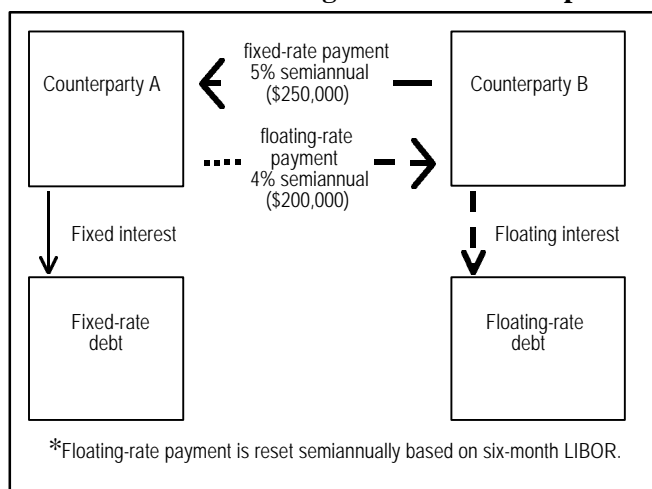 fixed-rate payment
5% semiannual
($250,000)
Counterparty A
Counterparty B
floating-rate
payment
4% semiannual
($200,000)
Fixed interest
Floating interest
Fixed-rate
debt
Floating-rate
debt
*Floating-rate payment is reset semiannually based on six-month LIBOR.